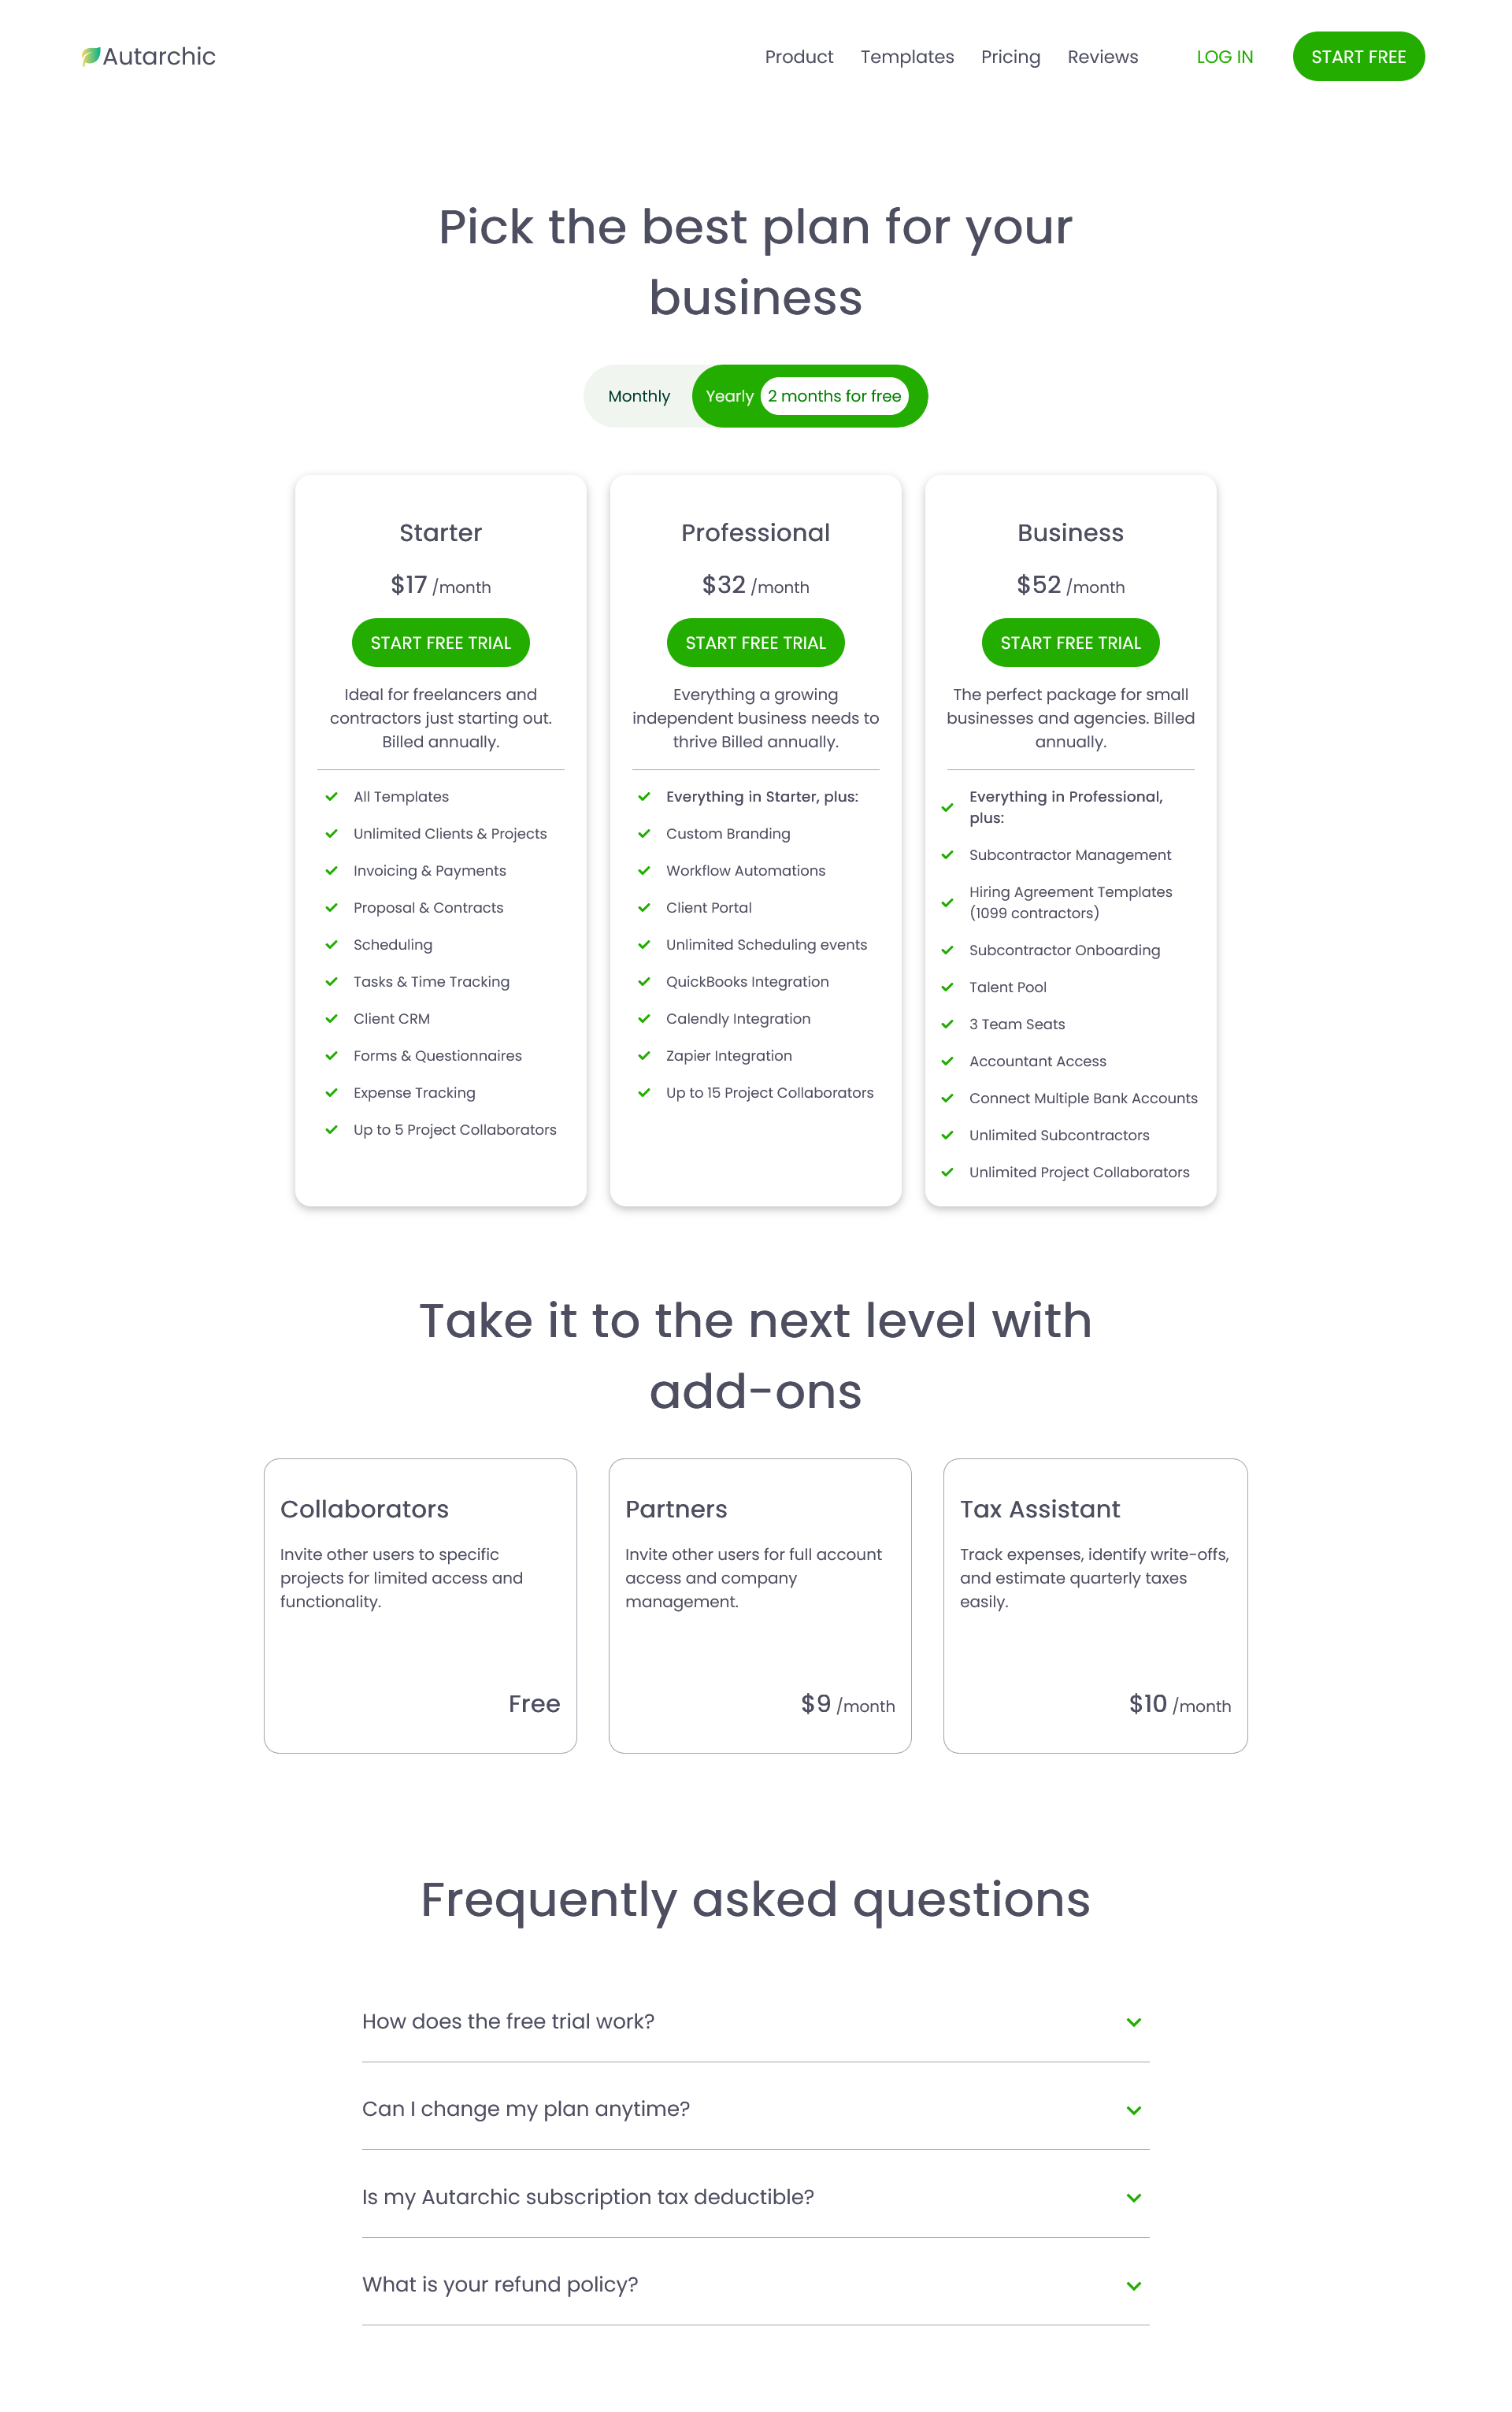 Autarchic
Product
Templates
Pricing
Reviews
LOG IN
START FREE
Pick the best plan for your
business
Monthly
Yearly
2 months for free
Starter
$17 /month
START FREE TRIAL
Ideal for freelancers and
contractors just starting out.
Billed annually.
All Templates
Unlimited Clients & Projects
Invoicing & Payments
Proposal & Contracts
Scheduling
Tasks & Time Tracking
Client CRM
Forms & Questionnaires
Expense Tracking
Up to 5 Project Collaborators
Professional
$32 /month
START FREE TRIAL
Everything a growing
independent business needs to
thrive Billed annually.
Everything in Starter, plus:
Custom Branding
Workflow Automations
Client Portal
Unlimited Scheduling events
QuickBooks Integration
Calendly Integration
Zapier Integration
Up to 15 Project Collaborators
Business
$52 /month
START FREE TRIAL
The perfect package for small
businesses and agencies. Billed
annually.
Everything in Professional,
plus:
Subcontractor Management
Hiring Agreement Templates
(1099 contractors)
Subcontractor Onboarding
Talent Pool
3 Team Seats
Accountant Access
Connect Multiple Bank Accounts
Unlimited Subcontractors
Unlimited Project Collaborators
Take it to the next level with
add-ons
Collaborators
Invite other users to specific
projects for limited access and
functionality.
Free
Partners
Invite other users for full account
access and company
management.
$9 /month
Tax Assistant
Track expenses, identify write-offs,
and estimate quarterly taxes
easily.
$10 /month
Frequently asked questions
How does the free trial work?
Can I change my plan anytime?
Is my Autarchic subscription tax deductible?
What is your refund policy?